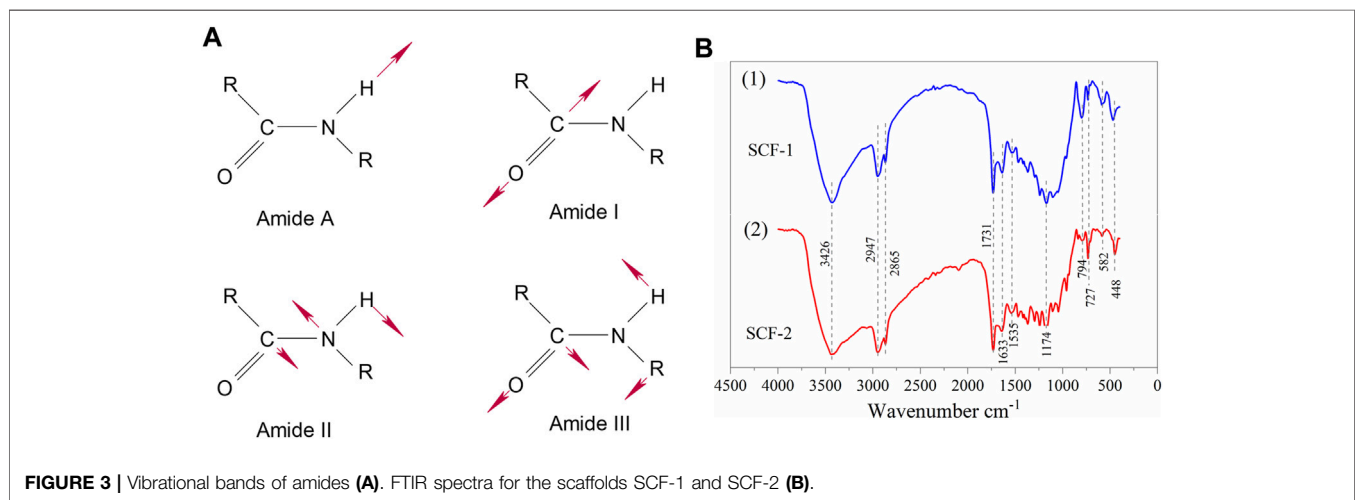 A
R
H
C
N
O
R
Amide A
R
H
C
N
O
R
Amide I
R
H
C
N
O
R
Amide II
R
H
C
N
O
R
Amide III
B
(1)
SCF-1
(2)
SCF-2
3426
2947
2865
1731
1633
1535
1174
794
727
582
448
4500 4000 3500 3000 2500 2000 1500 1000 500 0
Wavenumber cm⁻¹
FIGURE 3 | Vibrational bands of amides (A). FTIR spectra for the scaffolds SCF-1 and SCF-2 (B).